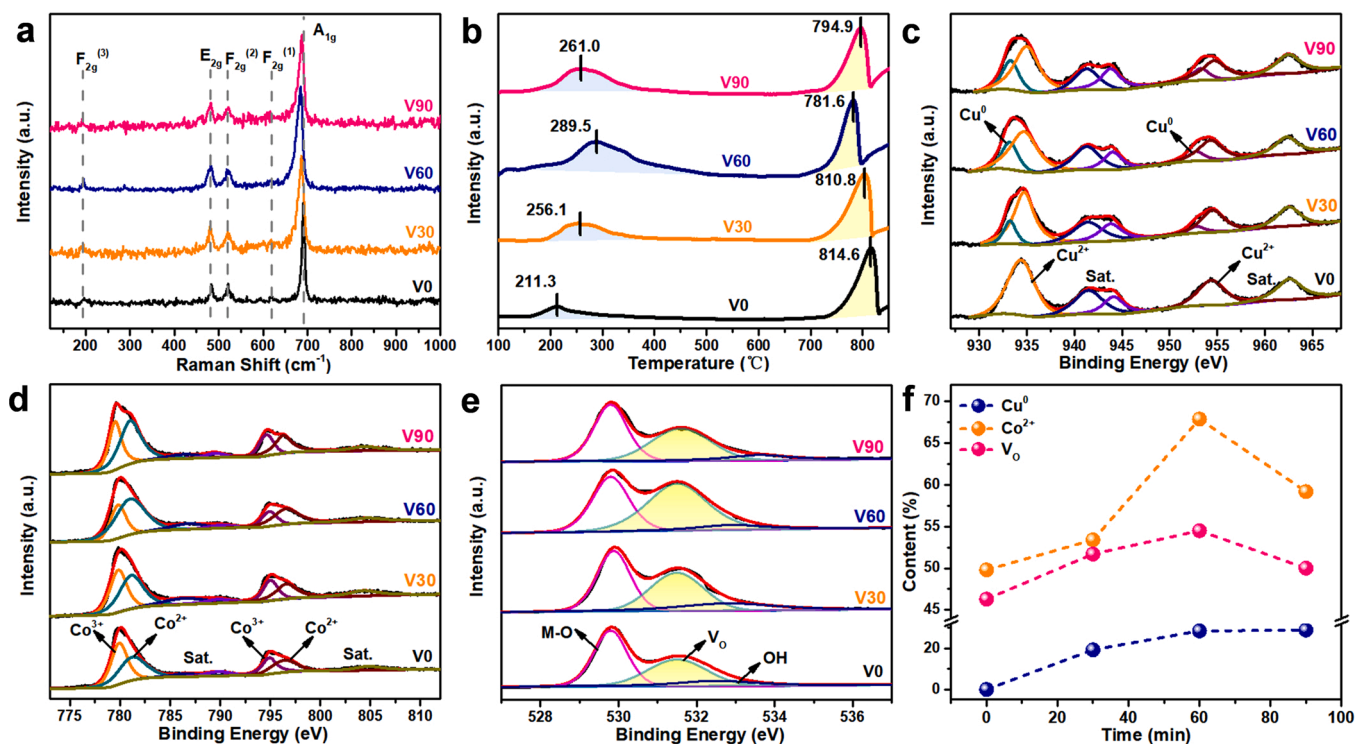 a
F2g(3)
E2g
F2g(2)
F2g(1)
A1g
V90
V60
V30
V0
Intensity (a.u.)
200 300 400 500 600 700 800 900 1000
Raman Shift (cm⁻¹)
b
794.9
261.0
V90
781.6
289.5
V60
810.8
256.1
V30
814.6
211.3
V0
Intensity (a.u.)
100 200 300 400 500 600 700 800
Temperature (℃)
c
V90
Cu⁰
Cu⁰
V60
V30
Cu²⁺
Cu²⁺
Sat.
Sat.
V0
Intensity (a.u.)
930 935 940 945 950 955 960 965
Binding Energy (eV)
d
V90
V60
V30
Co³⁺
Co²⁺
Co³⁺
Co²⁺
Sat.
Sat.
V0
Intensity (a.u.)
775 780 785 790 795 800 805 810
Binding Energy (eV)
e
V90
V60
V30
M-O
VO
OH
V0
Intensity (a.u.)
528 530 532 534 536
Binding Energy (eV)
f
Cu⁰
Co²⁺
VO
70
65
60
55
50
45
20
0
Content (%)
0 20 40 60 80 100
Time (min)